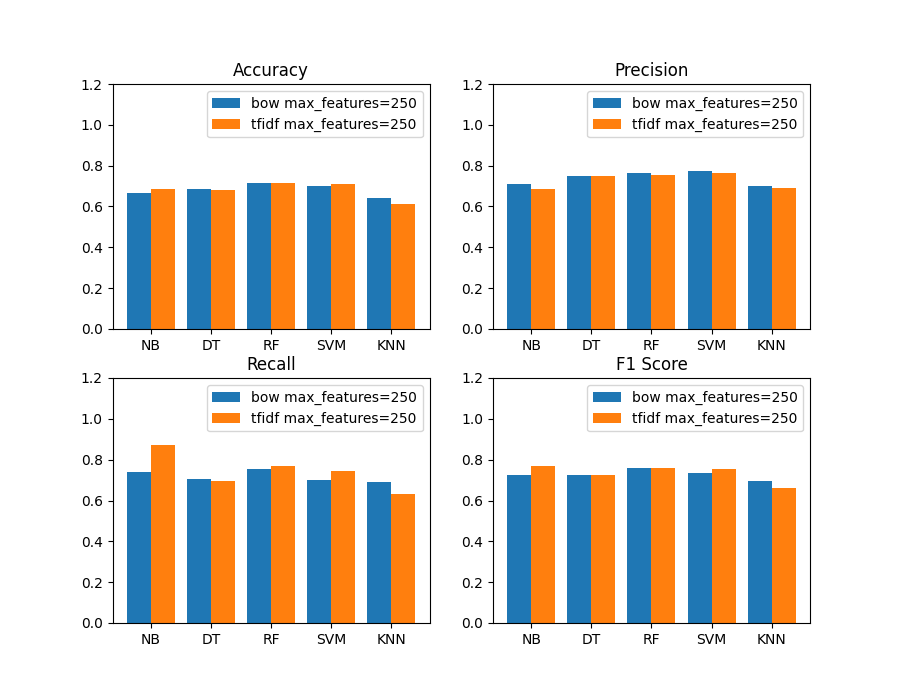 Accuracy
1.2
1.0
0.8
0.6
0.4
0.2
0.0
bow max_features=250
tfidf max_features=250
NB DT RF SVM KNN
Precision
1.2
1.0
0.8
0.6
0.4
0.2
0.0
bow max_features=250
tfidf max_features=250
NB DT RF SVM KNN
Recall
1.2
1.0
0.8
0.6
0.4
0.2
0.0
bow max_features=250
tfidf max_features=250
NB DT RF SVM KNN
F1 Score
1.2
1.0
0.8
0.6
0.4
0.2
0.0
bow max_features=250
tfidf max_features=250
NB DT RF SVM KNN